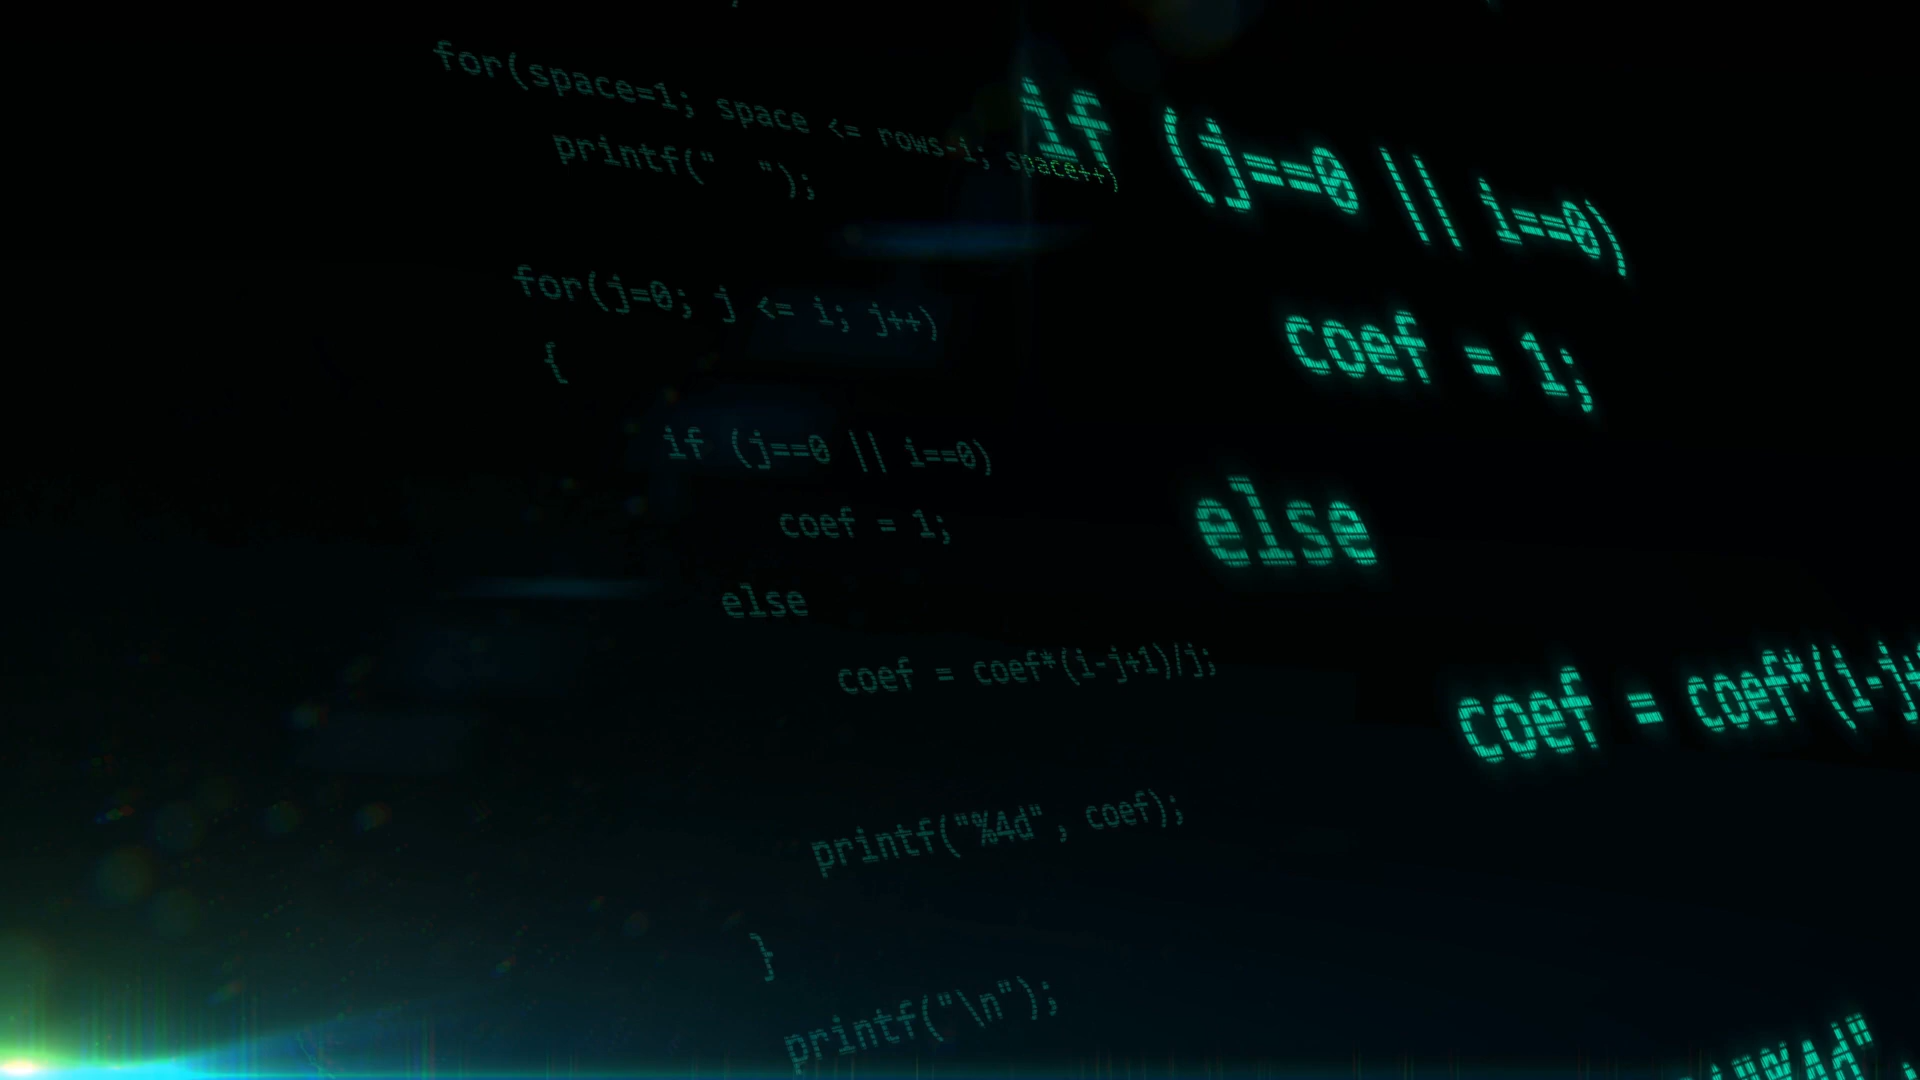 for(space=1; space <= rows-i; space++)
printf("  ");
for(j=0; j <= i; j++)
{
if (j==0 || i==0)
coef = 1;
else
coef = coef*(i-j+1)/j;
printf("%4d", coef);
}
printf("\n");
if (j==0 || i==0)
coef = 1;
else
coef = coef*(i-j+
"%4d",